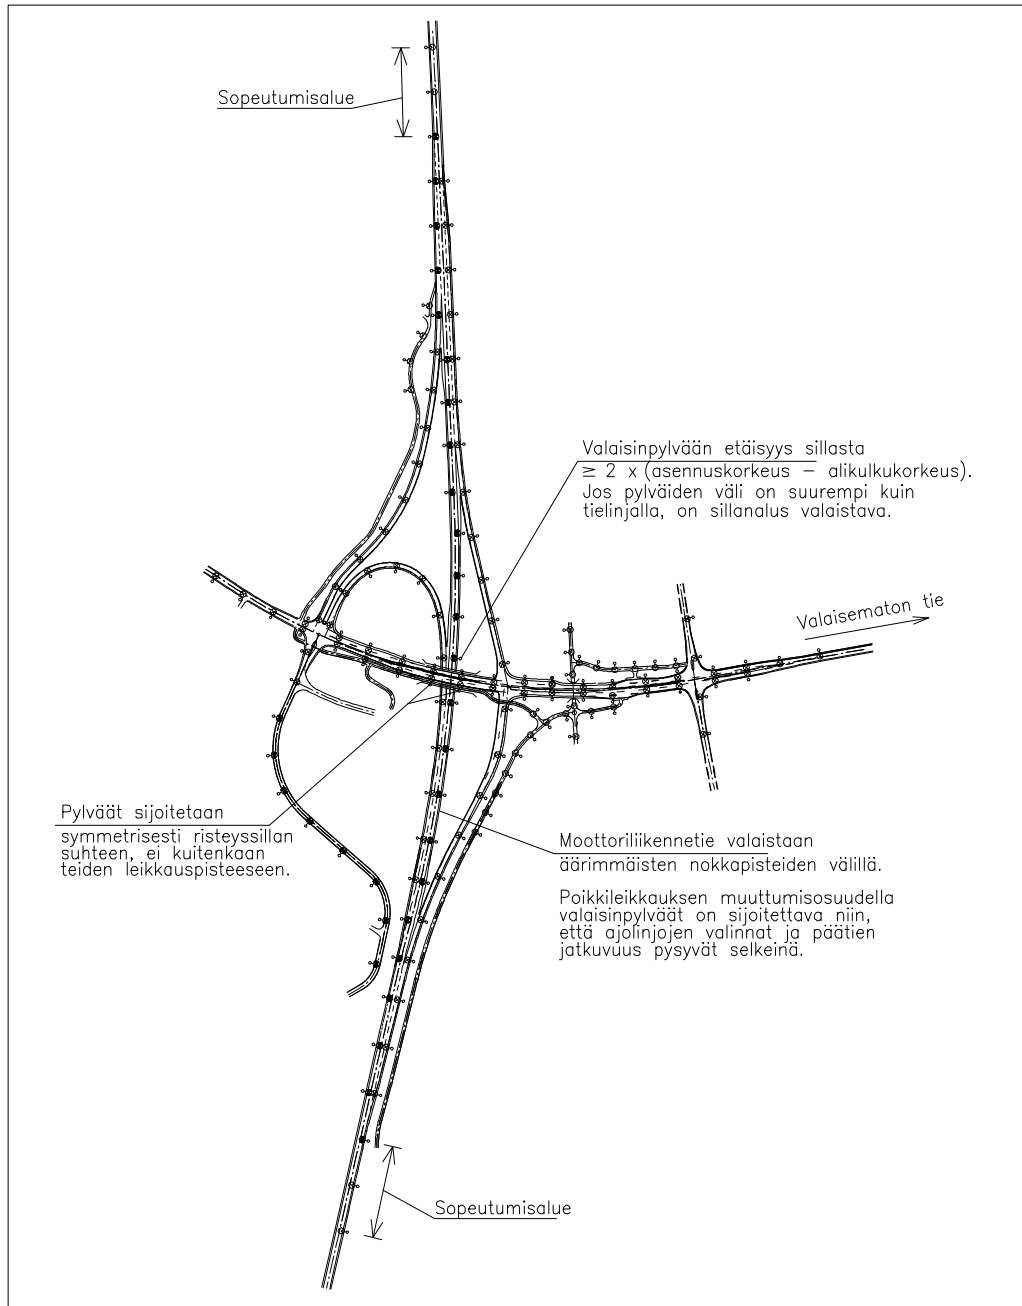 Sopeutumisalue
Valaisinpylvään etäisyys sillasta
≥ 2 x (asennuskorkeus – alikulkukorkeus).
Jos pylväiden väli on suurempi kuin
tielinjalla, on sillanalus valaistava.
Valaisematon tie
Pylväät sijoitetaan
symmetrisesti risteyssillan
suhteen, ei kuitenkaan
teiden leikkauspisteeseen.
Moottoriliikennetie valaistaan
äärimmäisten nokkapisteiden välillä.
Poikkileikkauksen muuttumisosuudella
valaisinpylväät on sijoitettava niin,
että ajolinjojen valinnat ja päätien
jatkuvuus pysyvät selkeinä.
Sopeutumisalue